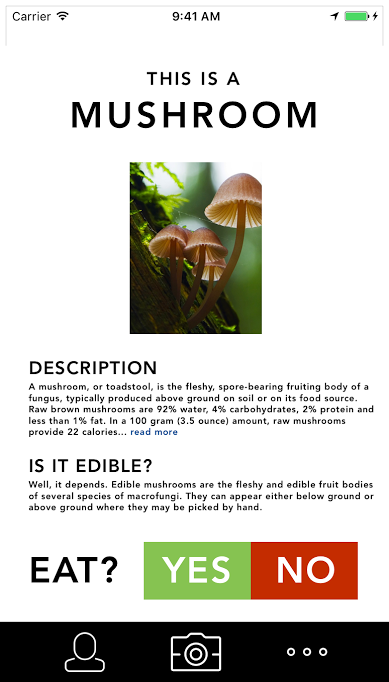 Carrier 9:41 AM
THIS IS A
MUSHROOM
DESCRIPTION
A mushroom, or toadstool, is the fleshy, spore-bearing fruiting body of a
fungus, typically produced above ground on soil or on its food source.
Raw brown mushrooms are 92% water, 4% carbohydrates, 2% protein and
less than 1% fat. In a 100 gram (3.5 ounce) amount, raw mushrooms
provide 22 calories... read more
IS IT EDIBLE?
Well, it depends. Edible mushrooms are the fleshy and edible fruit bodies
of several species of macrofungi. They can appear either below ground or
above ground where they may be picked by hand.
EAT? YES NO